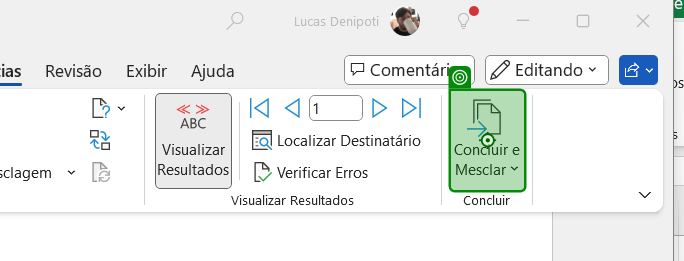 Lucas Denipoti
cias Revisão Exibir Ajuda
Comentári Editando
ABC
Visualizar
Resultados
1
Localizar Destinatário
Verificar Erros
Concluir e
Mesclar
sclagem
Visualizar Resultados
Concluir